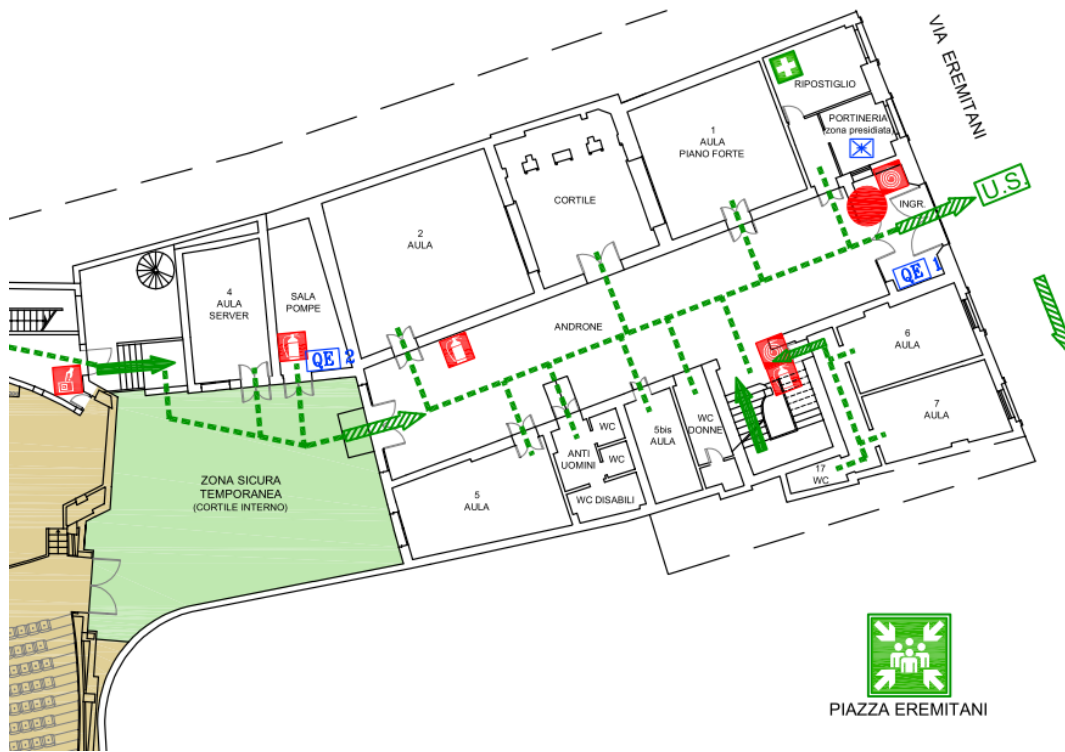 VIA EREMITANI
RIPOSTIGLIO
PORTINERIA
(zona presidiata)
1
AULA
PIANO FORTE
U.S.
INGR.
CORTILE
2
AULA
QE 1
4
AULA
SERVER
SALA
POMPE
QE 2
ANDRONE
6
AULA
7
AULA
WC
ANTI
UOMINI
WC
WC DISABILI
5bis
AULA
WC
DONNE
17
WC
5
AULA
ZONA SICURA
TEMPORANEA
(CORTILE INTERNO)
PIAZZA EREMITANI